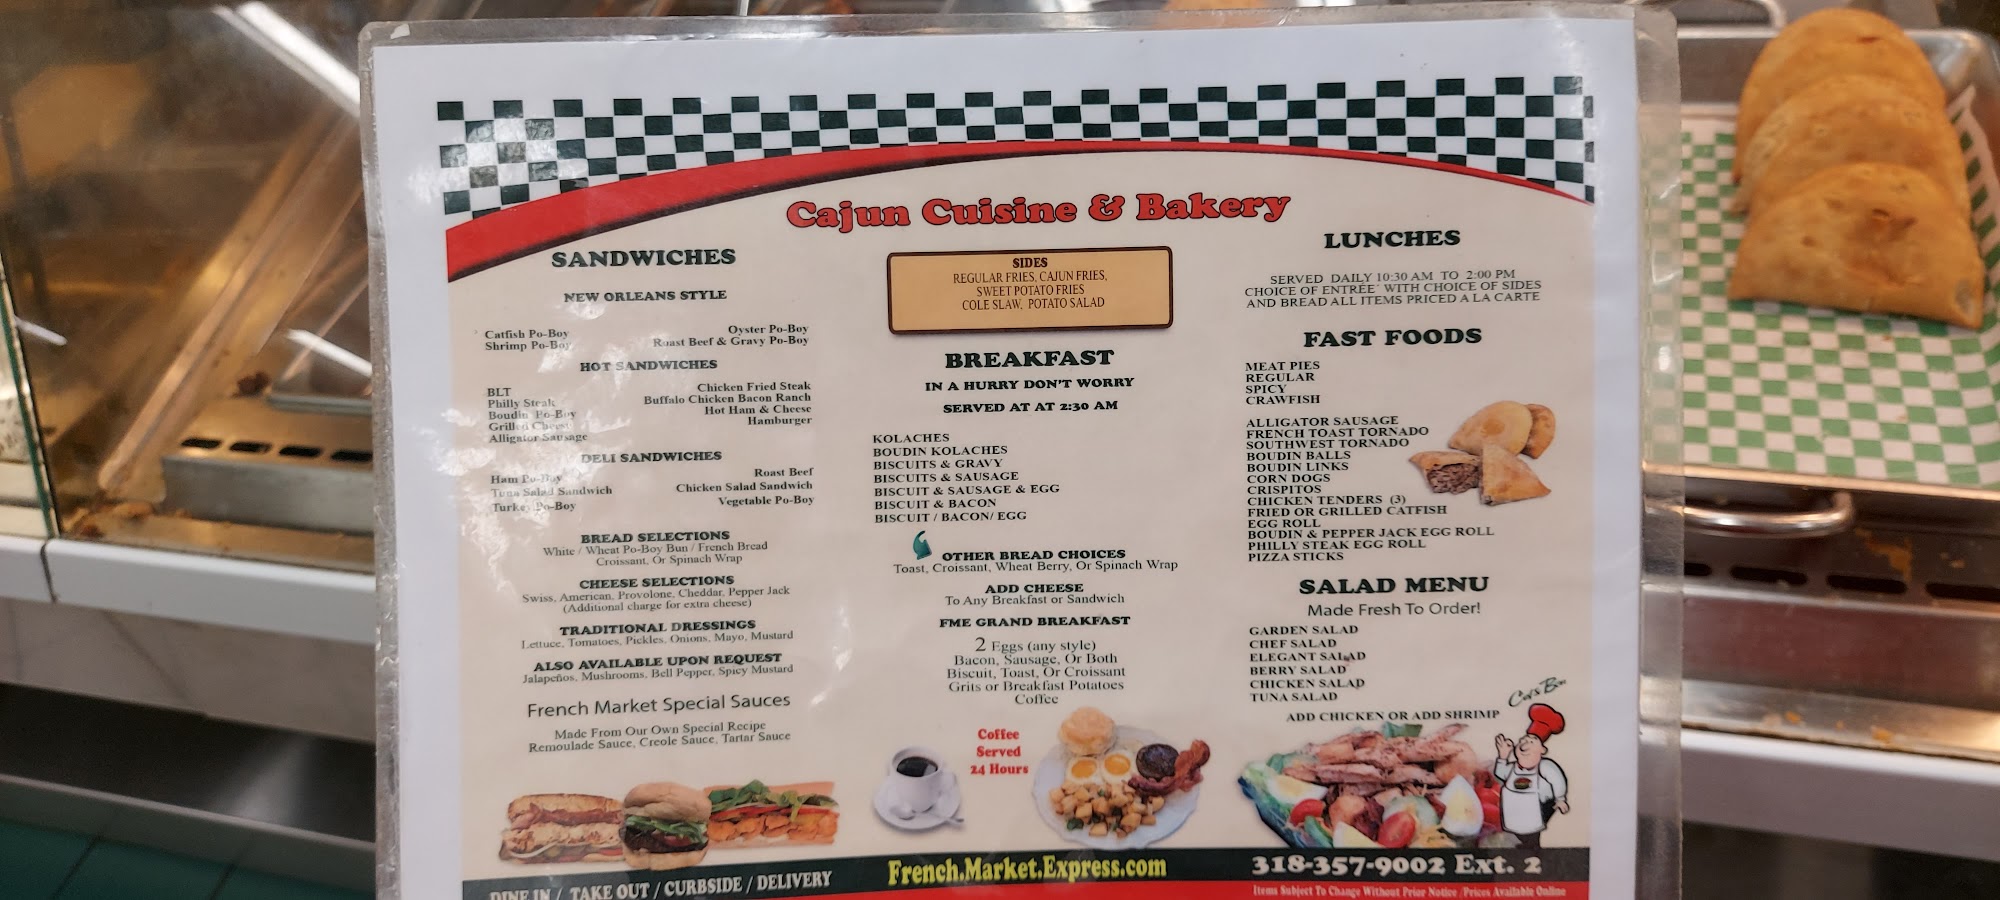 Cajun Cuisine & Bakery
SANDWICHES
NEW ORLEANS STYLE
Catfish Po-Boy
Shrimp Po-Boy
Oyster Po-Boy
Roast Beef & Gravy Po-Boy
HOT SANDWICHES
BLT
Philly Steak
Boudin Po-Boy
Grilled Cheese
Alligator Sausage
Chicken Fried Steak
Buffalo Chicken Bacon Ranch
Hot Ham & Cheese
Hamburger
DELI SANDWICHES
Ham Po-Boy
Tuna Salad Sandwich
Turkey Po-Boy
Roast Beef
Chicken Salad Sandwich
Vegetable Po-Boy
BREAD SELECTIONS
White / Wheat Po-Boy Bun / French Bread
Croissant, Or Spinach Wrap
CHEESE SELECTIONS
Swiss, American, Provolone, Cheddar, Pepper Jack
(Additional charge for extra cheese)
TRADITIONAL DRESSINGS
Lettuce, Tomatoes, Pickles, Onions, Mayo, Mustard
ALSO AVAILABLE UPON REQUEST
Jalapeños, Mushrooms, Bell Pepper, Spicy Mustard
French Market Special Sauces
Made From Our Own Special Recipe
Remoulade Sauce, Creole Sauce, Tartar Sauce
SIDES
REGULAR FRIES, CAJUN FRIES,
SWEET POTATO FRIES
COLE SLAW, POTATO SALAD
BREAKFAST
IN A HURRY DON'T WORRY
SERVED AT AT 2:30 AM
KOLACHES
BOUDIN KOLACHES
BISCUITS & GRAVY
BISCUITS & SAUSAGE
BISCUIT & SAUSAGE & EGG
BISCUIT & BACON
BISCUIT / BACON/ EGG
OTHER BREAD CHOICES
Toast, Croissant, Wheat Berry, Or Spinach Wrap
ADD CHEESE
To Any Breakfast or Sandwich
FME GRAND BREAKFAST
2 Eggs (any style)
Bacon, Sausage, Or Both
Biscuit, Toast, Or Croissant
Grits or Breakfast Potatoes
Coffee
Coffee
Served
24 Hours
LUNCHES
SERVED DAILY 10:30 AM TO 2:00 PM
CHOICE OF ENTRÉE' WITH CHOICE OF SIDES
AND BREAD ALL ITEMS PRICED A LA CARTE
FAST FOODS
MEAT PIES
REGULAR
SPICY
CRAWFISH
ALLIGATOR SAUSAGE
FRENCH TOAST TORNADO
SOUTHWEST TORNADO
BOUDIN BALLS
BOUDIN LINKS
CORN DOGS
CRISPITOS
CHICKEN TENDERS (3)
FRIED OR GRILLED CATFISH
EGG ROLL
BOUDIN & PEPPER JACK EGG ROLL
PHILLY STEAK EGG ROLL
PIZZA STICKS
SALAD MENU
Made Fresh To Order!
GARDEN SALAD
CHEF SALAD
ELEGANT SALAD
BERRY SALAD
CHICKEN SALAD
TUNA SALAD
ADD CHICKEN OR ADD SHRIMP
DINE IN / TAKE OUT / CURBSIDE / DELIVERY
French.Market.Express.com
318-357-9002 Ext. 2
Items Subject To Change Without Prior Notice /Prices Available Online